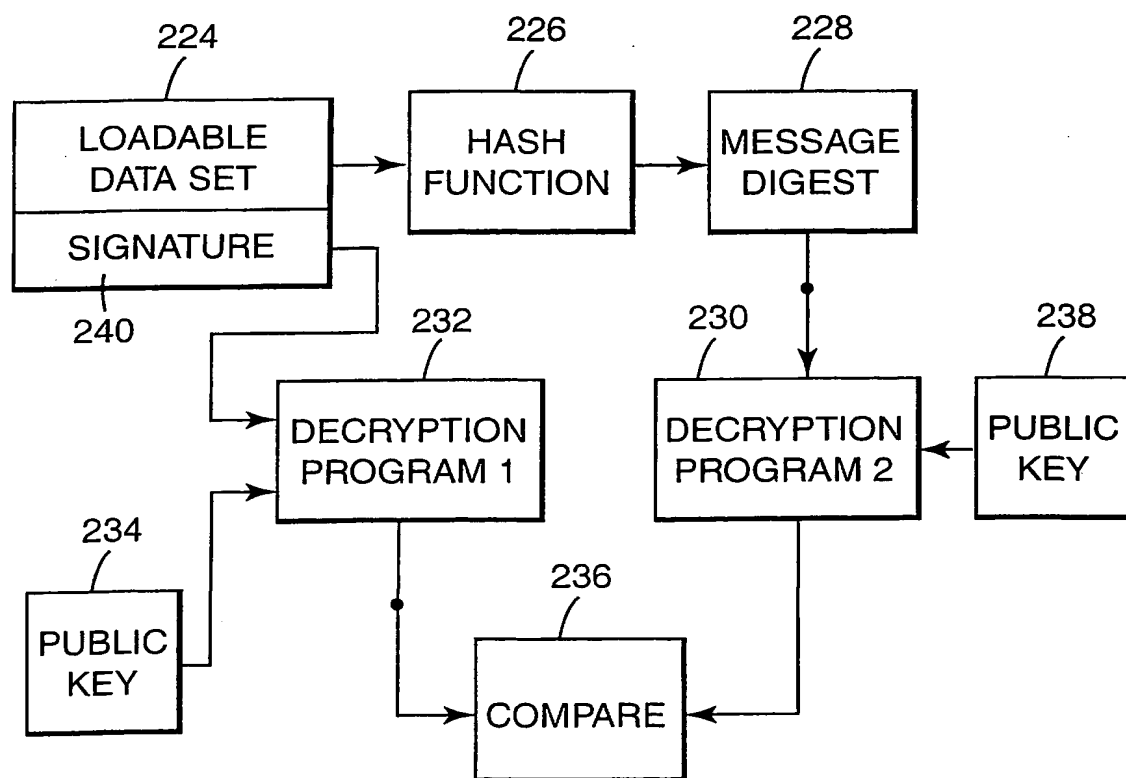 224
226
228
LOADABLE
DATA SET
HASH
FUNCTION
MESSAGE
DIGEST
SIGNATURE
240
232
230
238
DECRYPTION
PROGRAM 1
DECRYPTION
PROGRAM 2
PUBLIC
KEY
234
236
PUBLIC
KEY
COMPARE